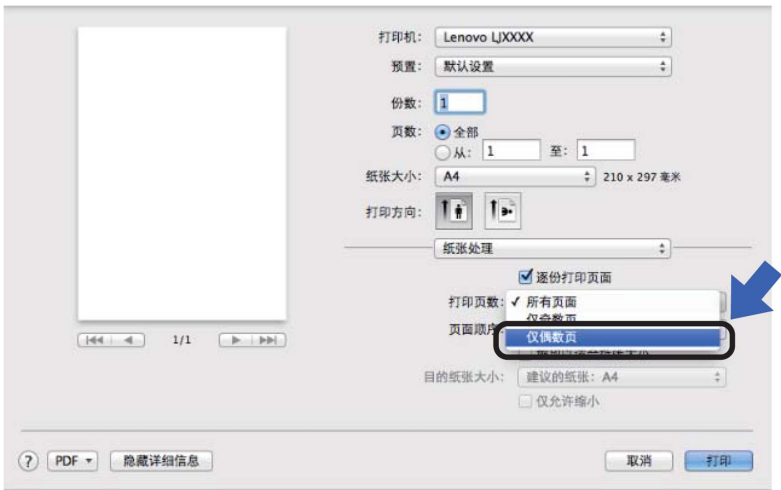 打印机: Lenovo LJXXXX
预置: 默认设置
份数: 1
页数: 全部
从: 1 至: 1
纸张大小: A4 210 x 297 毫米
打印方向:
纸张处理
逐份打印页面
打印页数: ✓ 所有页面
仅奇数页
页面顺序: 仅偶数页
目的纸张大小: 建议的纸张: A4
仅允许缩小
1/1
? PDF 隐藏详细信息 取消 打印